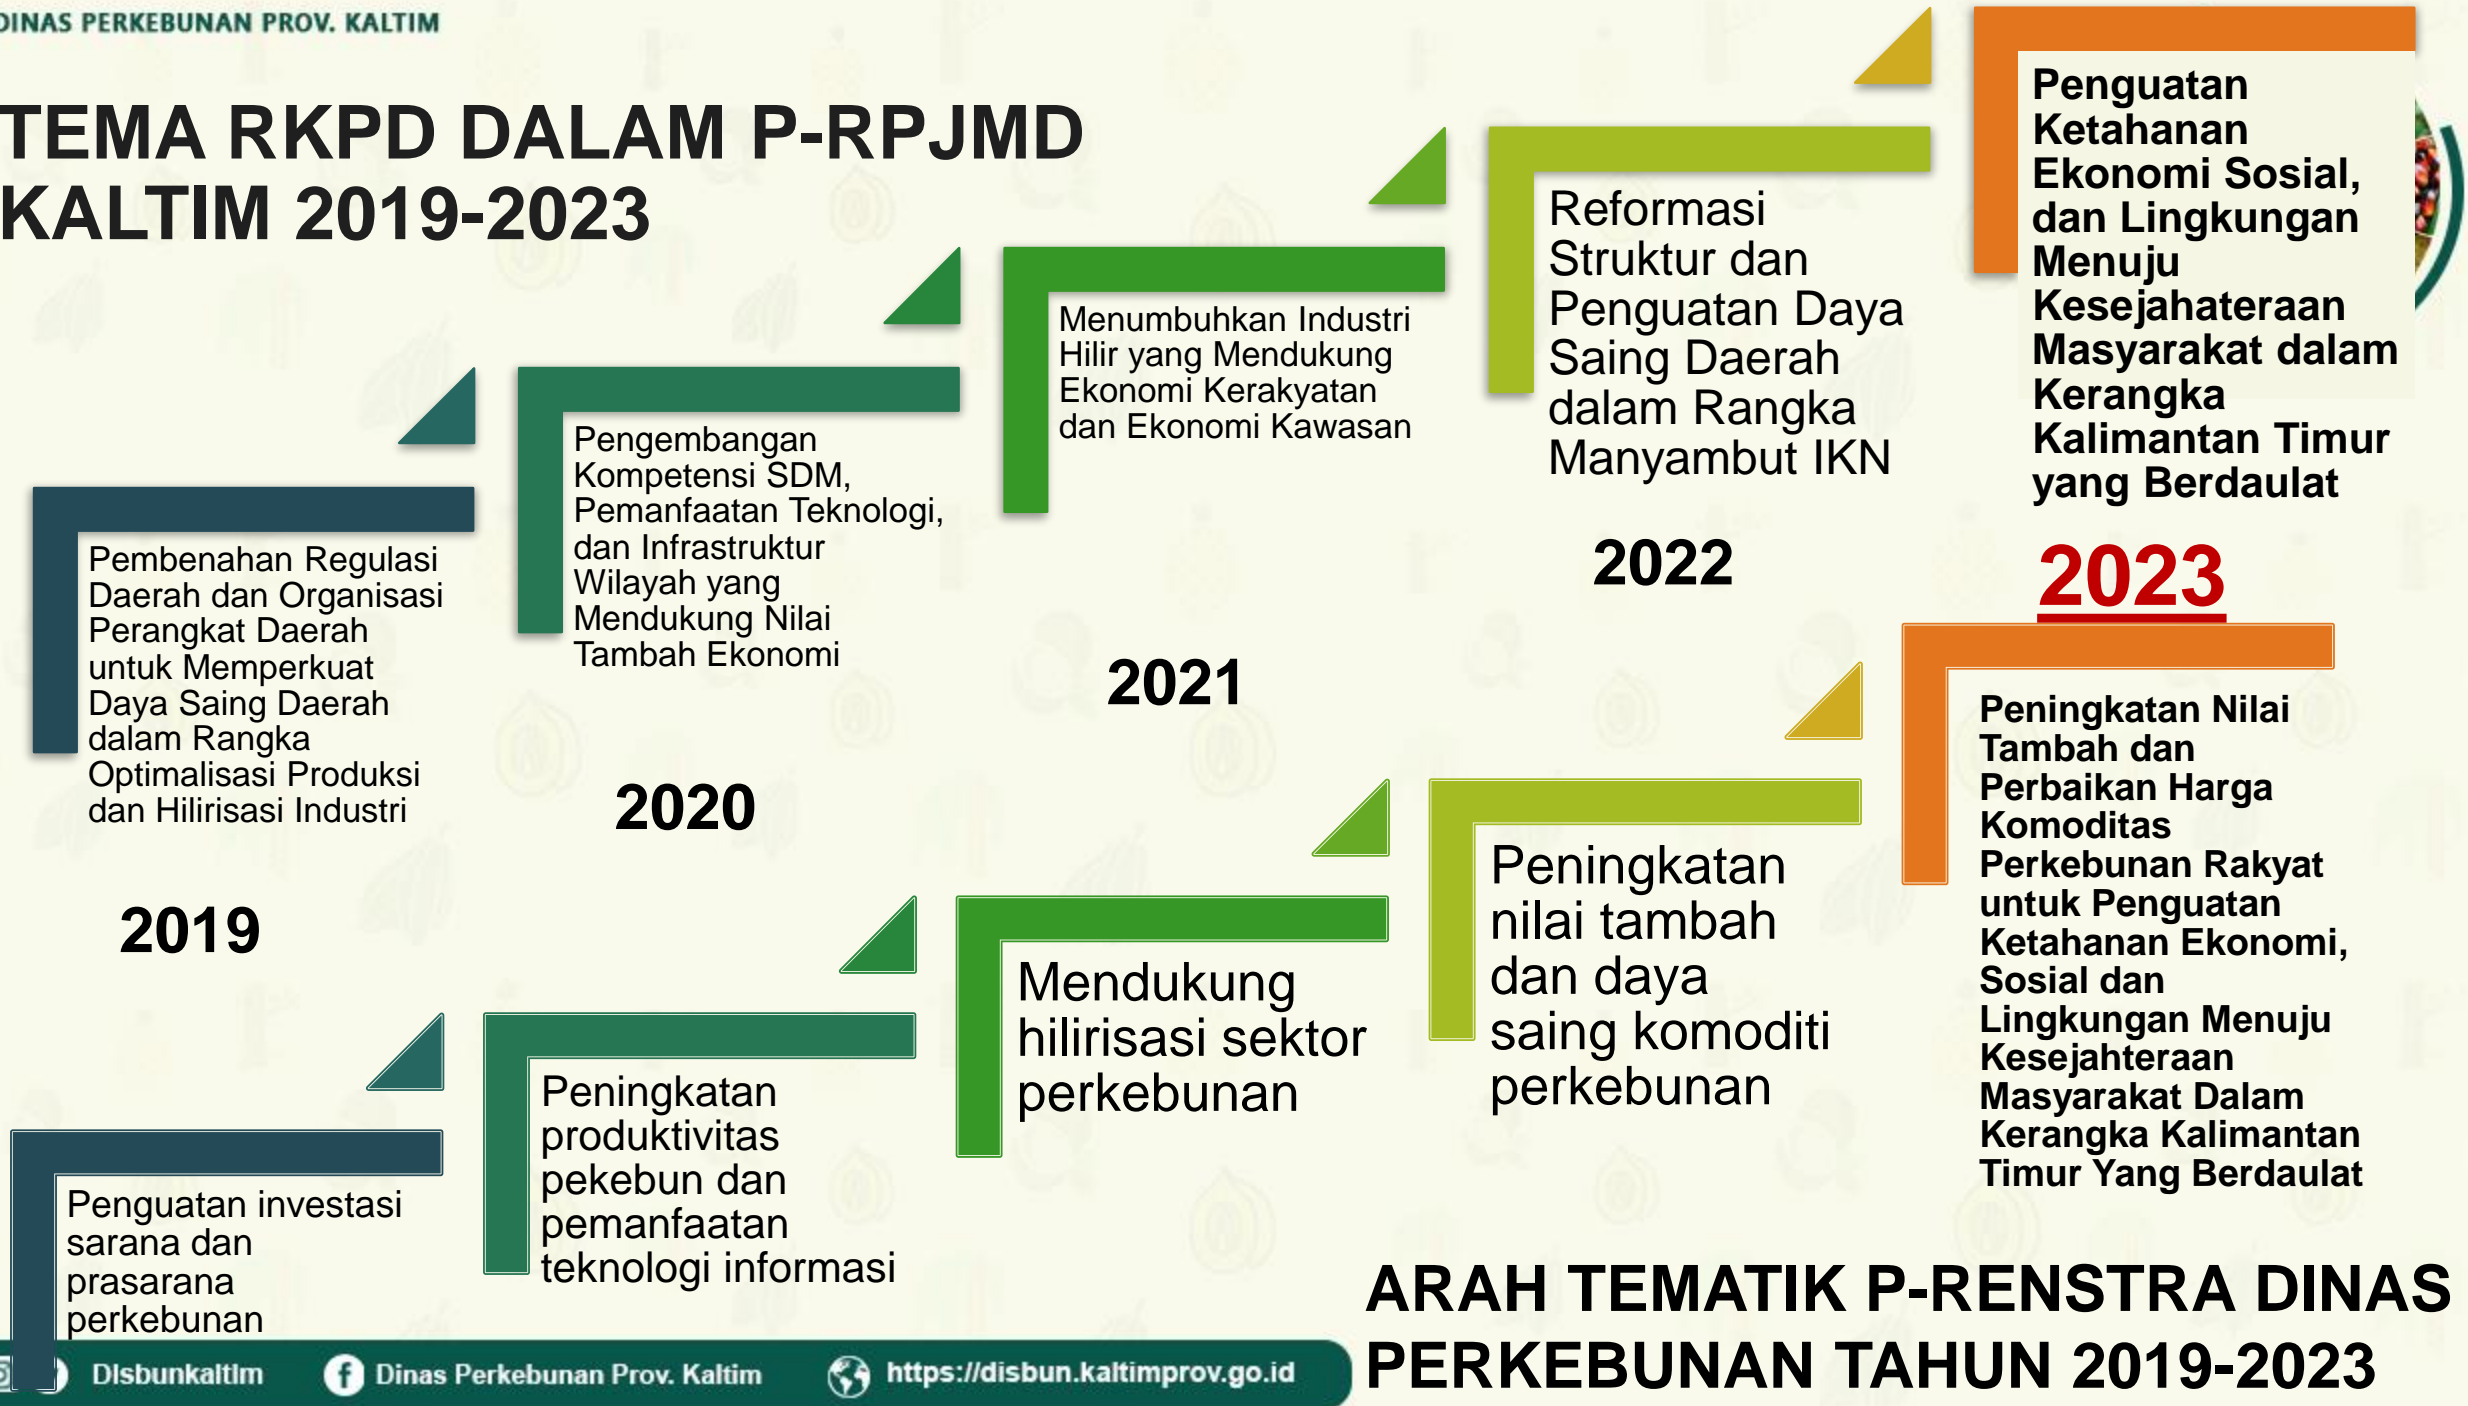 DINAS PERKEBUNAN PROV. KALTIM
TEMA RKPD DALAM P-RPJMD
KALTIM 2019-2023
Pembenahan Regulasi
Daerah dan Organisasi
Perangkat Daerah
untuk Memperkuat
Daya Saing Daerah
dalam Rangka
Optimalisasi Produksi
dan Hilirisasi Industri
2019
Pengembangan
Kompetensi SDM,
Pemanfaatan Teknologi,
dan Infrastruktur
Wilayah yang
Mendukung Nilai
Tambah Ekonomi
2020
Menumbuhkan Industri
Hilir yang Mendukung
Ekonomi Kerakyatan
dan Ekonomi Kawasan
2021
Reformasi
Struktur dan
Penguatan Daya
Saing Daerah
dalam Rangka
Manyambut IKN
2022
Penguatan
Ketahanan
Ekonomi Sosial,
dan Lingkungan
Menuju
Kesejahateraan
Masyarakat dalam
Kerangka
Kalimantan Timur
yang Berdaulat
2023
Penguatan investasi
sarana dan
prasarana
perkebunan
Peningkatan
produktivitas
pekebun dan
pemanfaatan
teknologi informasi
Mendukung
hilirisasi sektor
perkebunan
Peningkatan
nilai tambah
dan daya
saing komoditi
perkebunan
Peningkatan Nilai
Tambah dan
Perbaikan Harga
Komoditas
Perkebunan Rakyat
untuk Penguatan
Ketahanan Ekonomi,
Sosial dan
Lingkungan Menuju
Kesejahteraan
Masyarakat Dalam
Kerangka Kalimantan
Timur Yang Berdaulat
ARAH TEMATIK P-RENSTRA DINAS
PERKEBUNAN TAHUN 2019-2023
Disbunkaltim
Dinas Perkebunan Prov. Kaltim
https://disbun.kaltimprov.go.id